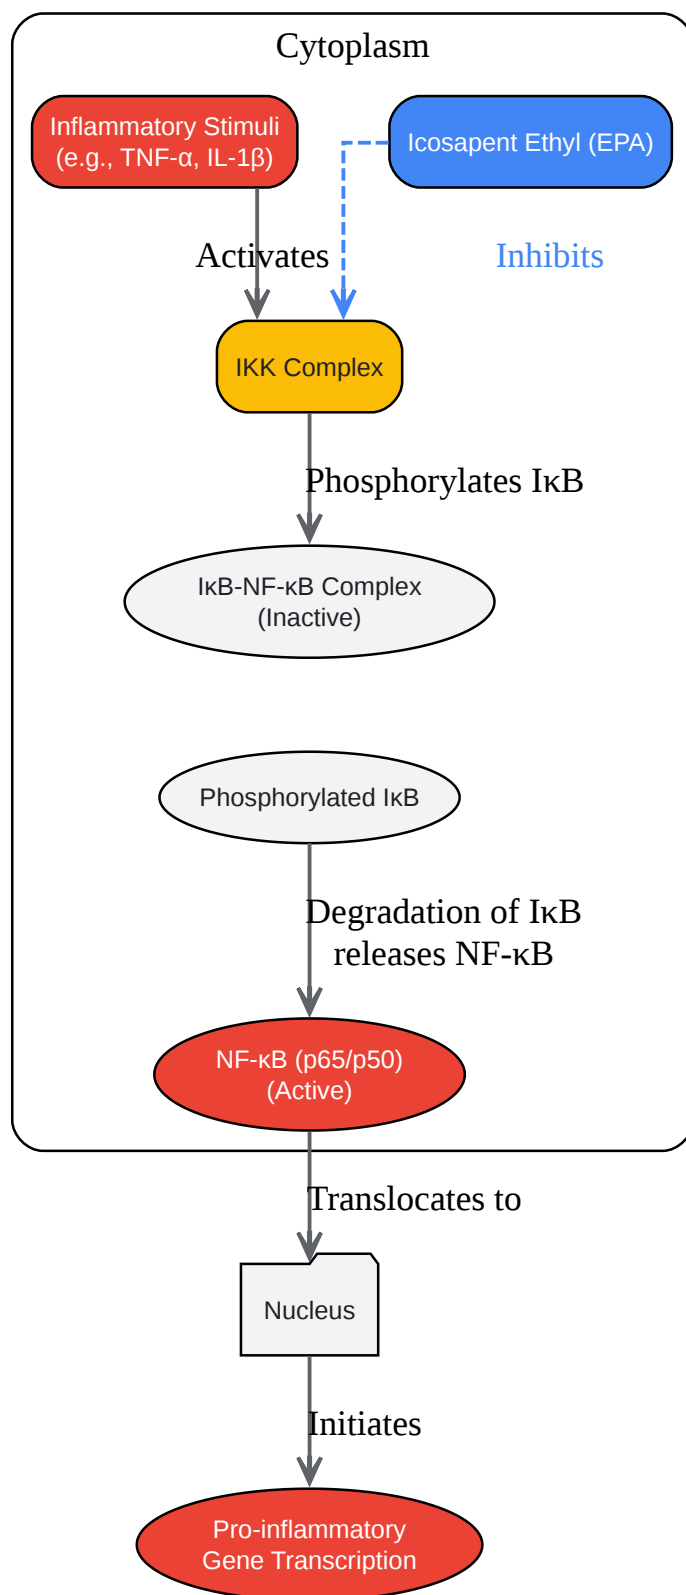 Cytoplasm
Inflammatory Stimuli
(e.g., TNF-α, IL-1β)
Icosapent Ethyl (EPA)
Activates
Inhibits
IKK Complex
Phosphorylates IκB
IκB-NF-κB Complex
(Inactive)
Phosphorylated IκB
Degradation of IκB
releases NF-κB
NF-κB (p65/p50)
(Active)
Translocates to
Nucleus
Initiates
Pro-inflammatory
Gene Transcription